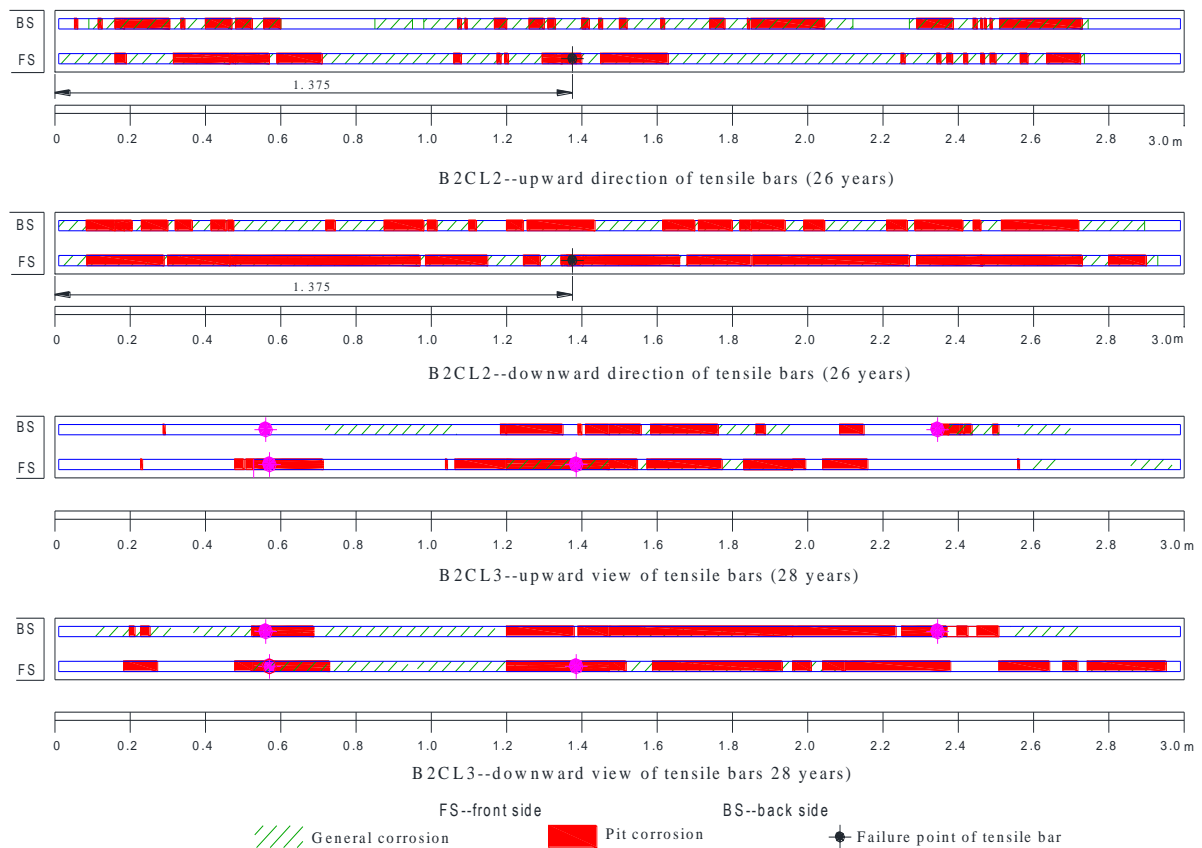 BS
FS
1.375
0 0.2 0.4 0.6 0.8 1.0 1.2 1.4 1.6 1.8 2.0 2.2 2.4 2.6 2.8 3.0 m
B2CL2--upward direction of tensile bars (26 years)
BS
FS
1.375
0 0.2 0.4 0.6 0.8 1.0 1.2 1.4 1.6 1.8 2.0 2.2 2.4 2.6 2.8 3.0m
B2CL2--downward direction of tensile bars (26 years)
BS
FS
0 0.2 0.4 0.6 0.8 1.0 1.2 1.4 1.6 1.8 2.0 2.2 2.4 2.6 2.8 3.0 m
B2CL3--upward view of tensile bars (28 years)
BS
FS
0 0.2 0.4 0.6 0.8 1.0 1.2 1.4 1.6 1.8 2.0 2.2 2.4 2.6 2.8 3.0 m
B2CL3--downward view of tensile bars 28 years)
FS--front side BS--back side
General corrosion Pit corrosion Failure point of tensile bar